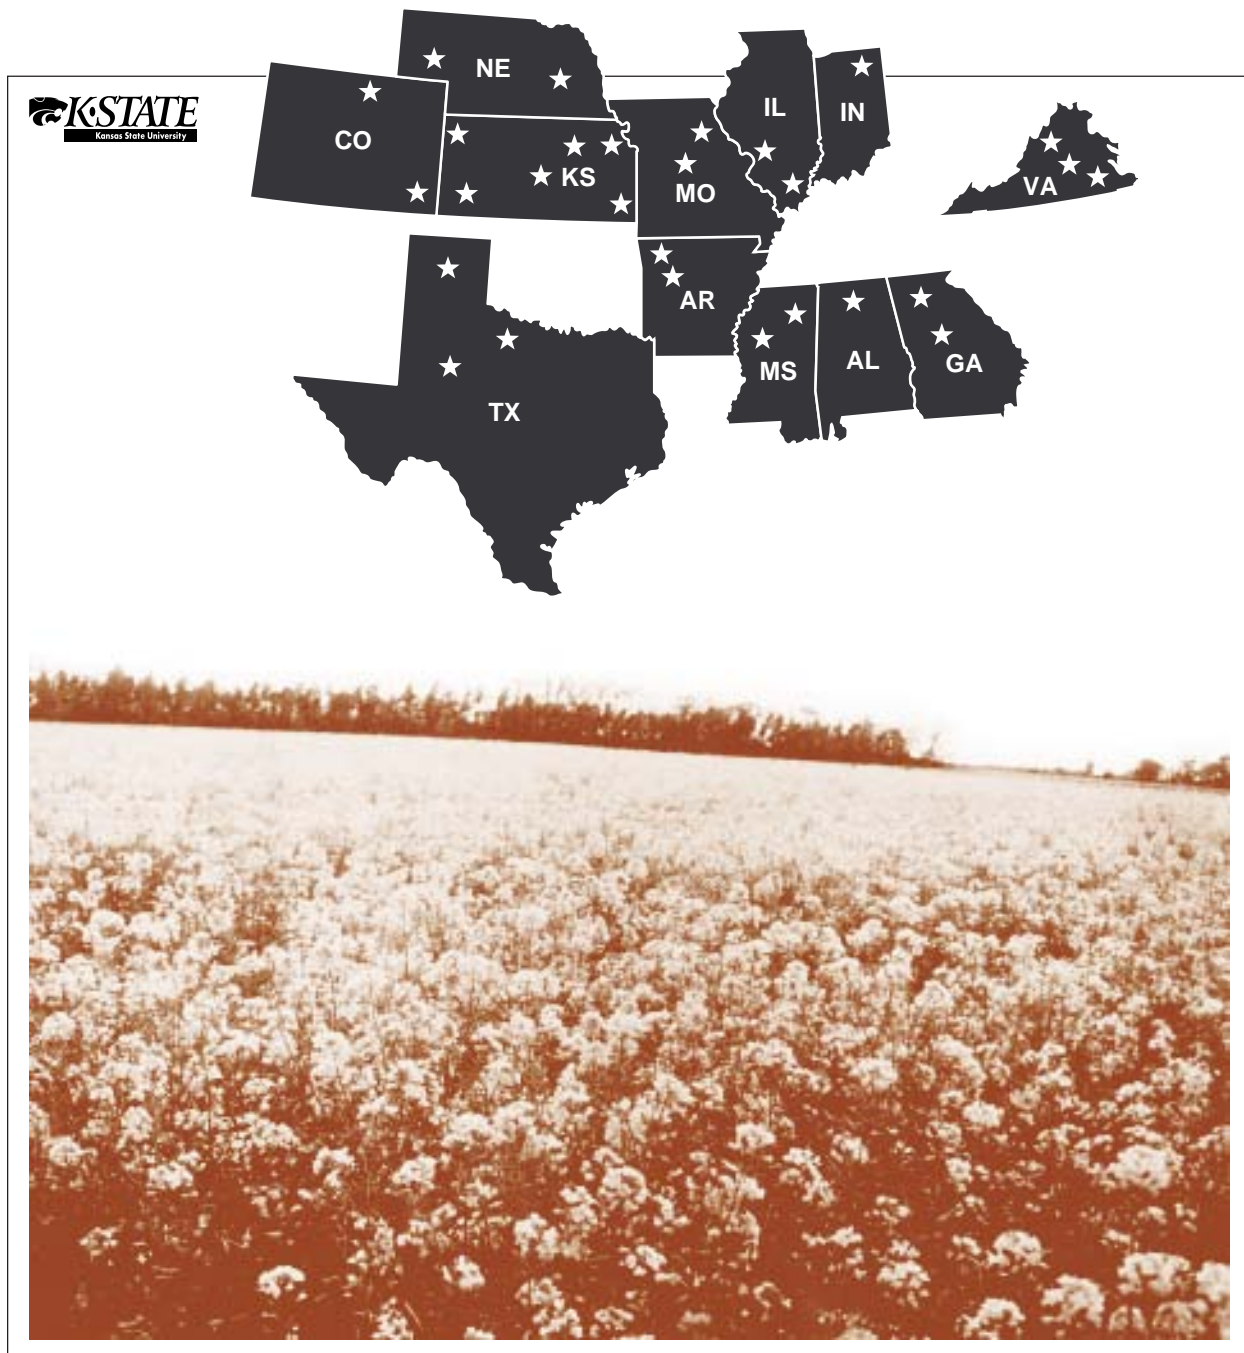 K-STATE
Kansas State University
NE
CO
KS
IL
IN
MO
VA
AR
TX
MS
AL
GA